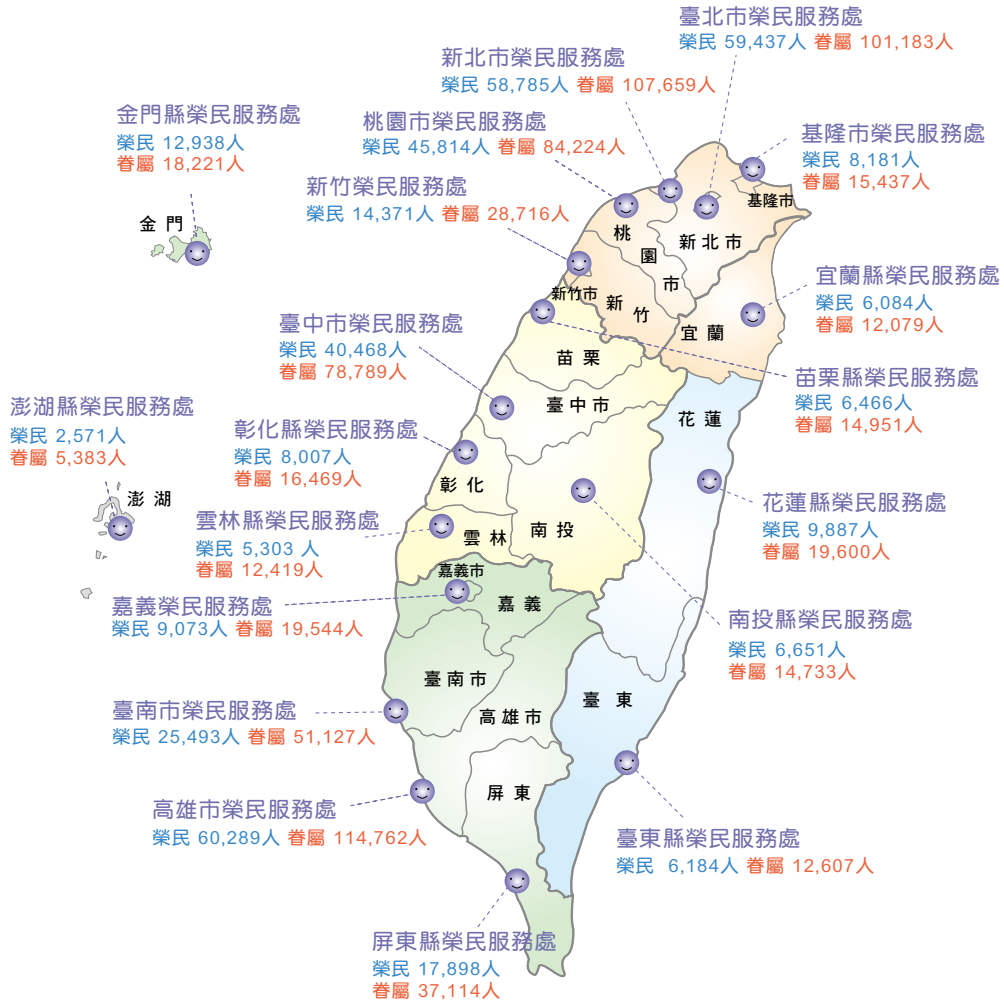 臺北市榮民服務處
榮民 59,437人 眷屬 101,183人
新北市榮民服務處
榮民 58,785人 眷屬 107,659人
金門縣榮民服務處
榮民 12,938人
眷屬 18,221人
桃園市榮民服務處
榮民 45,814人 眷屬 84,224人
基隆市榮民服務處
榮民 8,181人
眷屬 15,437人
新竹榮民服務處
榮民 14,371人 眷屬 28,716人
金門
基隆市
桃園市
新北市
宜蘭縣榮民服務處
榮民 6,084人
眷屬 12,079人
新竹市
新竹
宜蘭
臺中市榮民服務處
榮民 40,468人
眷屬 78,789人
苗栗
苗栗縣榮民服務處
榮民 6,466人
眷屬 14,951人
澎湖縣榮民服務處
榮民 2,571人
眷屬 5,383人
臺中市
花蓮
彰化縣榮民服務處
榮民 8,007人
眷屬 16,469人
彰化
澎湖
花蓮縣榮民服務處
榮民 9,887人
眷屬 19,600人
雲林縣榮民服務處
榮民 5,303 人
眷屬 12,419人
雲林
南投
嘉義市
嘉義榮民服務處
榮民 9,073人 眷屬 19,544人
嘉義
南投縣榮民服務處
榮民 6,651人
眷屬 14,733人
臺南市
臺南市榮民服務處
榮民 25,493人 眷屬 51,127人
高雄市
臺東
屏東
高雄市榮民服務處
榮民 60,289人 眷屬 114,762人
臺東縣榮民服務處
榮民 6,184人 眷屬 12,607人
屏東縣榮民服務處
榮民 17,898人
眷屬 37,114人